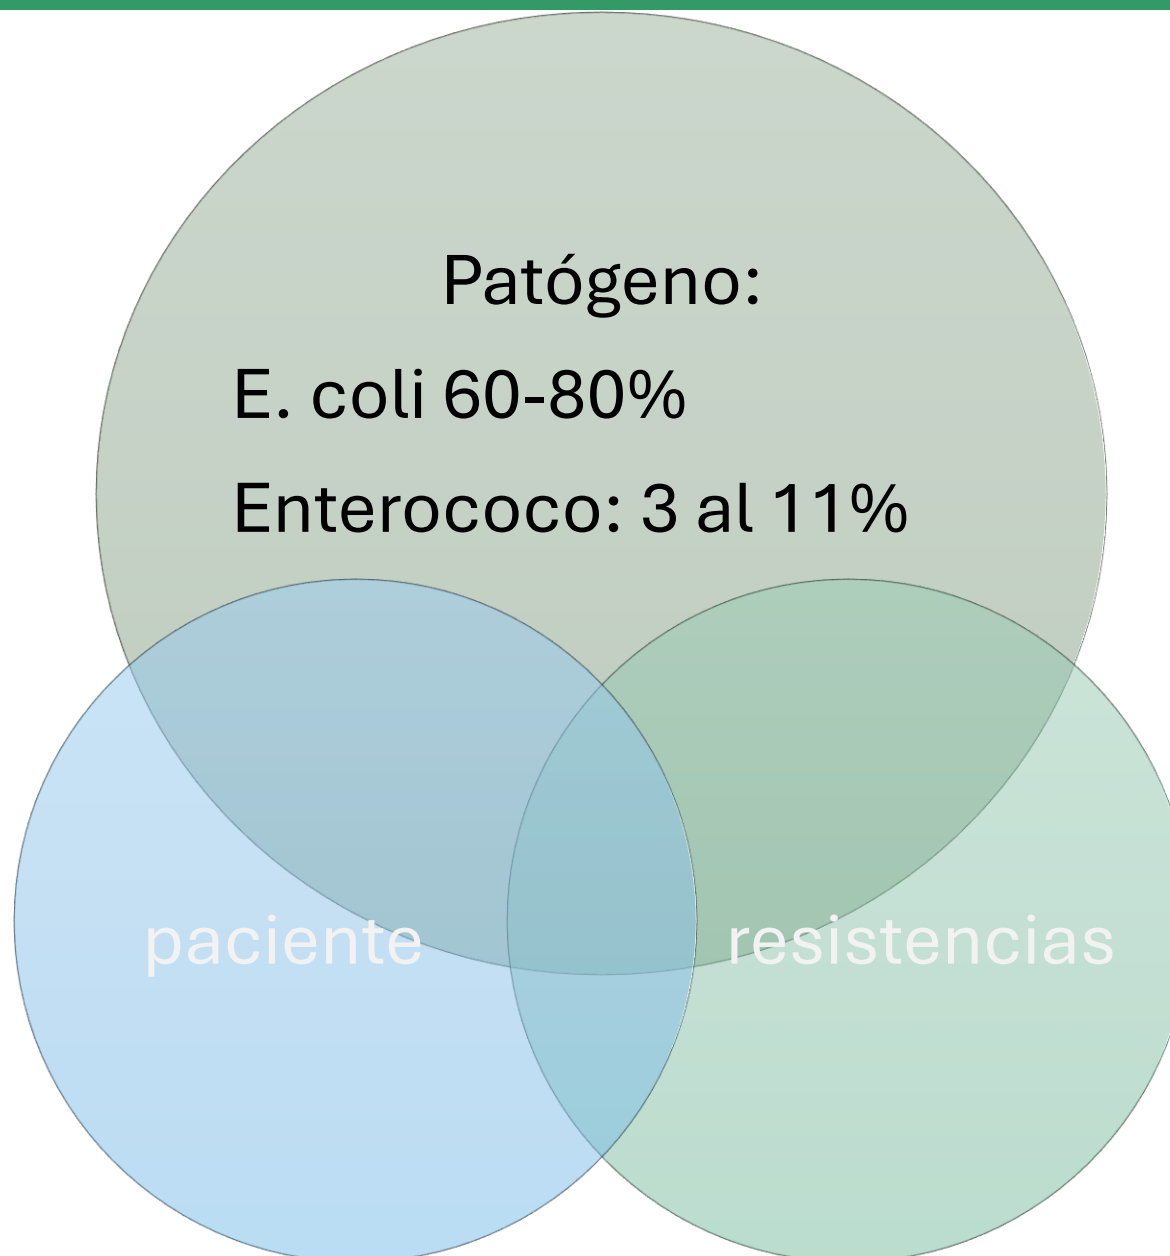 Patógeno:
E. coli 60-80%
Enterococo: 3 al 11%
paciente
resistencias